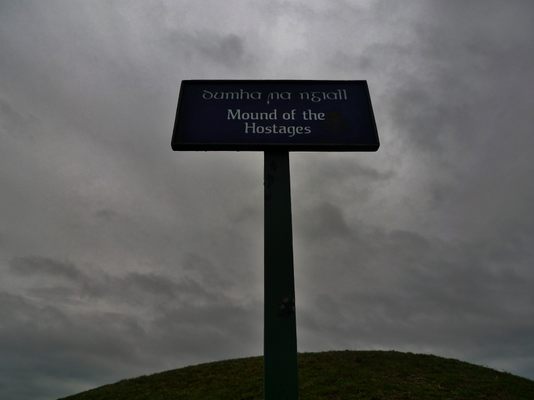 dumha na ngiall
Mound of the
Hostages